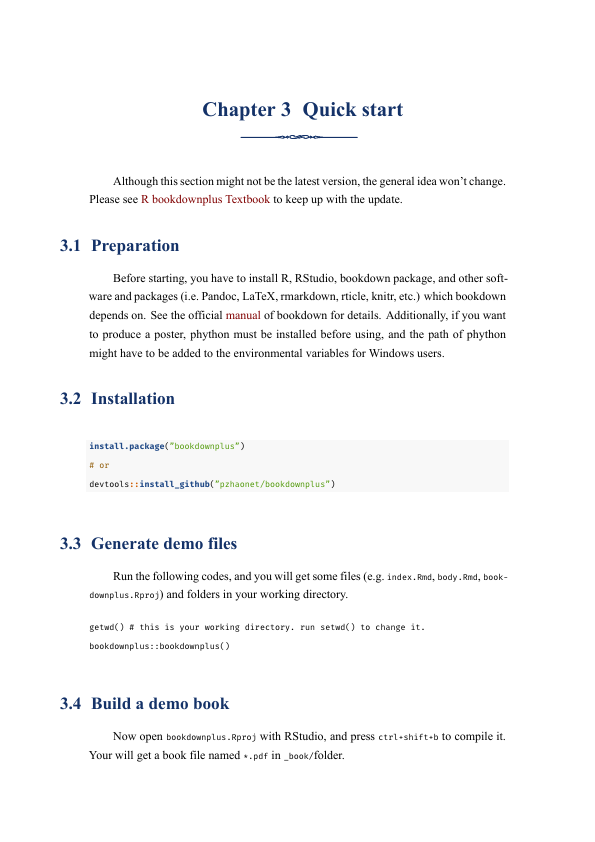 Chapter 3 Quick start
Although this section might not be the latest version, the general idea won't change.
Please see R bookdownplus Textbook to keep up with the update.
3.1 Preparation
Before starting, you have to install R, RStudio, bookdown package, and other soft-
ware and packages (i.e. Pandoc, LaTeX, rmarkdown, rticle, knitr, etc.) which bookdown
depends on. See the official manual of bookdown for details. Additionally, if you want
to produce a poster, phython must be installed before using, and the path of phython
might have to be added to the environmental variables for Windows users.
3.2 Installation
install.package("bookdownplus")
# or
devtools::install_github("pzhaonet/bookdownplus")
3.3 Generate demo files
Run the following codes, and you will get some files (e.g. index.Rmd, body.Rmd, book-
downplus.Rproj) and folders in your working directory.
getwd() # this is your working directory. run setwd() to change it.
bookdownplus::bookdownplus()
3.4 Build a demo book
Now open bookdownplus.Rproj with RStudio, and press ctrl+shift+b to compile it.
Your will get a book file named *.pdf in _book/folder.